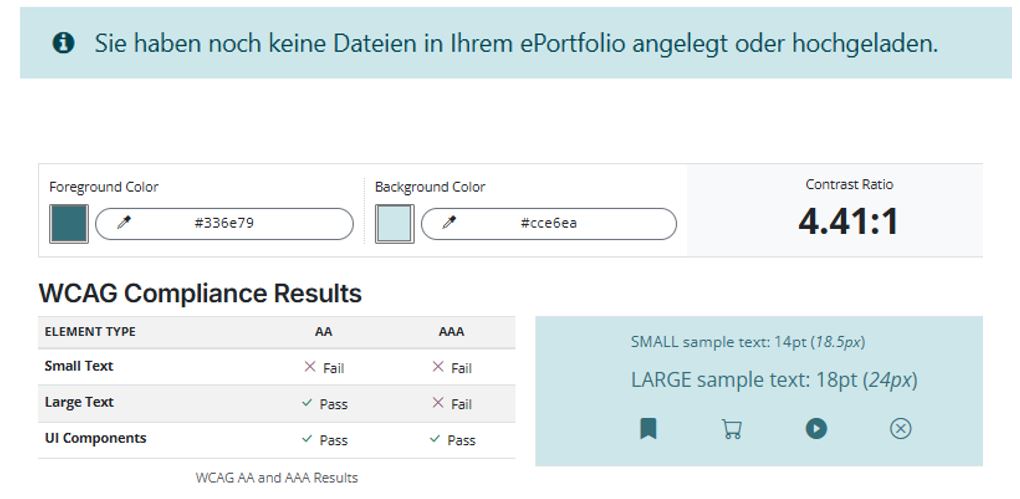 Sie haben noch keine Dateien in Ihrem ePortfolio angelegt oder hochgeladen.
Foreground Color
#336e79
Background Color
#cce6ea
Contrast Ratio
4.41:1
WCAG Compliance Results
ELEMENT TYPE AA AAA
Small Text Fail Fail
Large Text Pass Fail
UI Components Pass Pass
WCAG AA and AAA Results
SMALL sample text: 14pt (18.5px)
LARGE sample text: 18pt (24px)